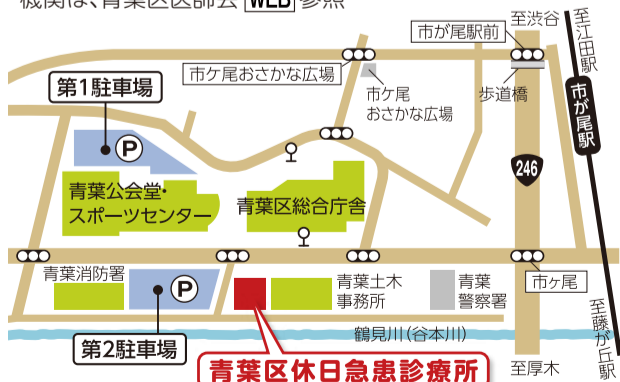 機関は、青葉区医師会 WEB 参照
至渋谷
至江田駅
市が尾駅前
市ケ尾おさかな広場
第1駐車場
市ケ尾
おさかな広場
歩道橋
市が尾駅
P
246
青葉公会堂・
スポーツセンター
青葉区総合庁舎
青葉消防署
P
青葉土木
事務所
青葉
警察署
市ヶ尾
鶴見川(谷本川)
至藤が丘駅
第2駐車場
至厚木
青葉区休日急患診療所